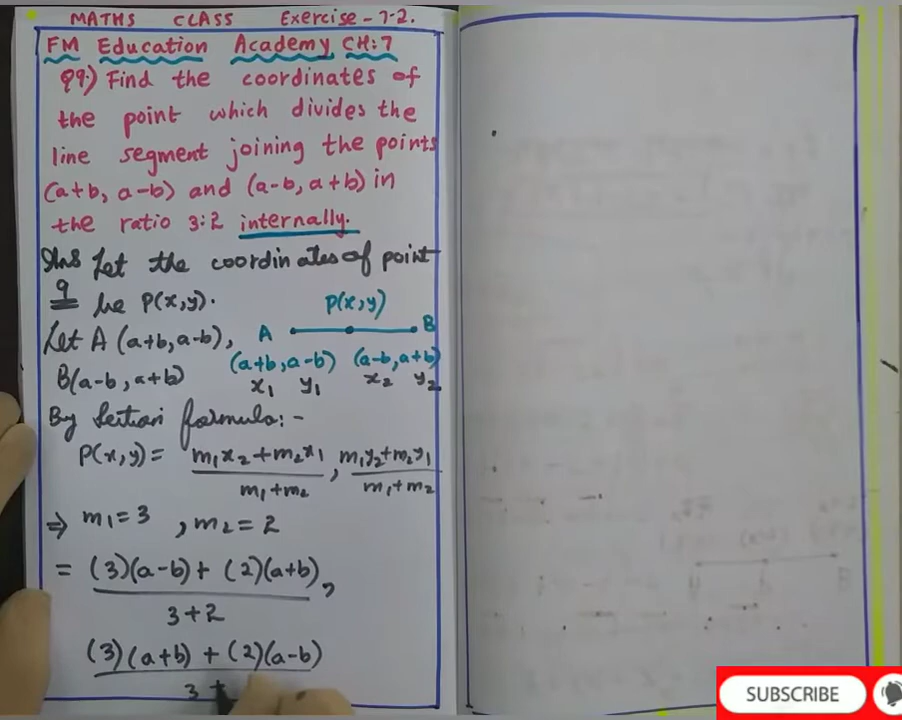 MATHS CLASS Exercise - 7.2.
FM Education Academy CH:7
Q9.) Find the coordinates of
the point which divides the
line segment joining the points
(a+b, a-b) and (a-b, a+b) in
the ratio 3:2 internally.
Ans Let the coordinates of point
9 be P(x,y).
P(x,y)
Let A (a+b, a-b), A B
B(a-b, a+b) (a+b, a-b) (a-b, a+b)
x₁ y₁ x₂ y₂
By Section formula:-
P(x,y) = m₁x₂+m₂x₁ / m₁+m₂ , m₁y₂+m₂y₁ / m₁+m₂
⇒ m₁=3 , m₂=2
= (3)(a-b)+ (2)(a+b),
3+2
(3)(a+b) + (2)(a-b)
3 +
SUBSCRIBE